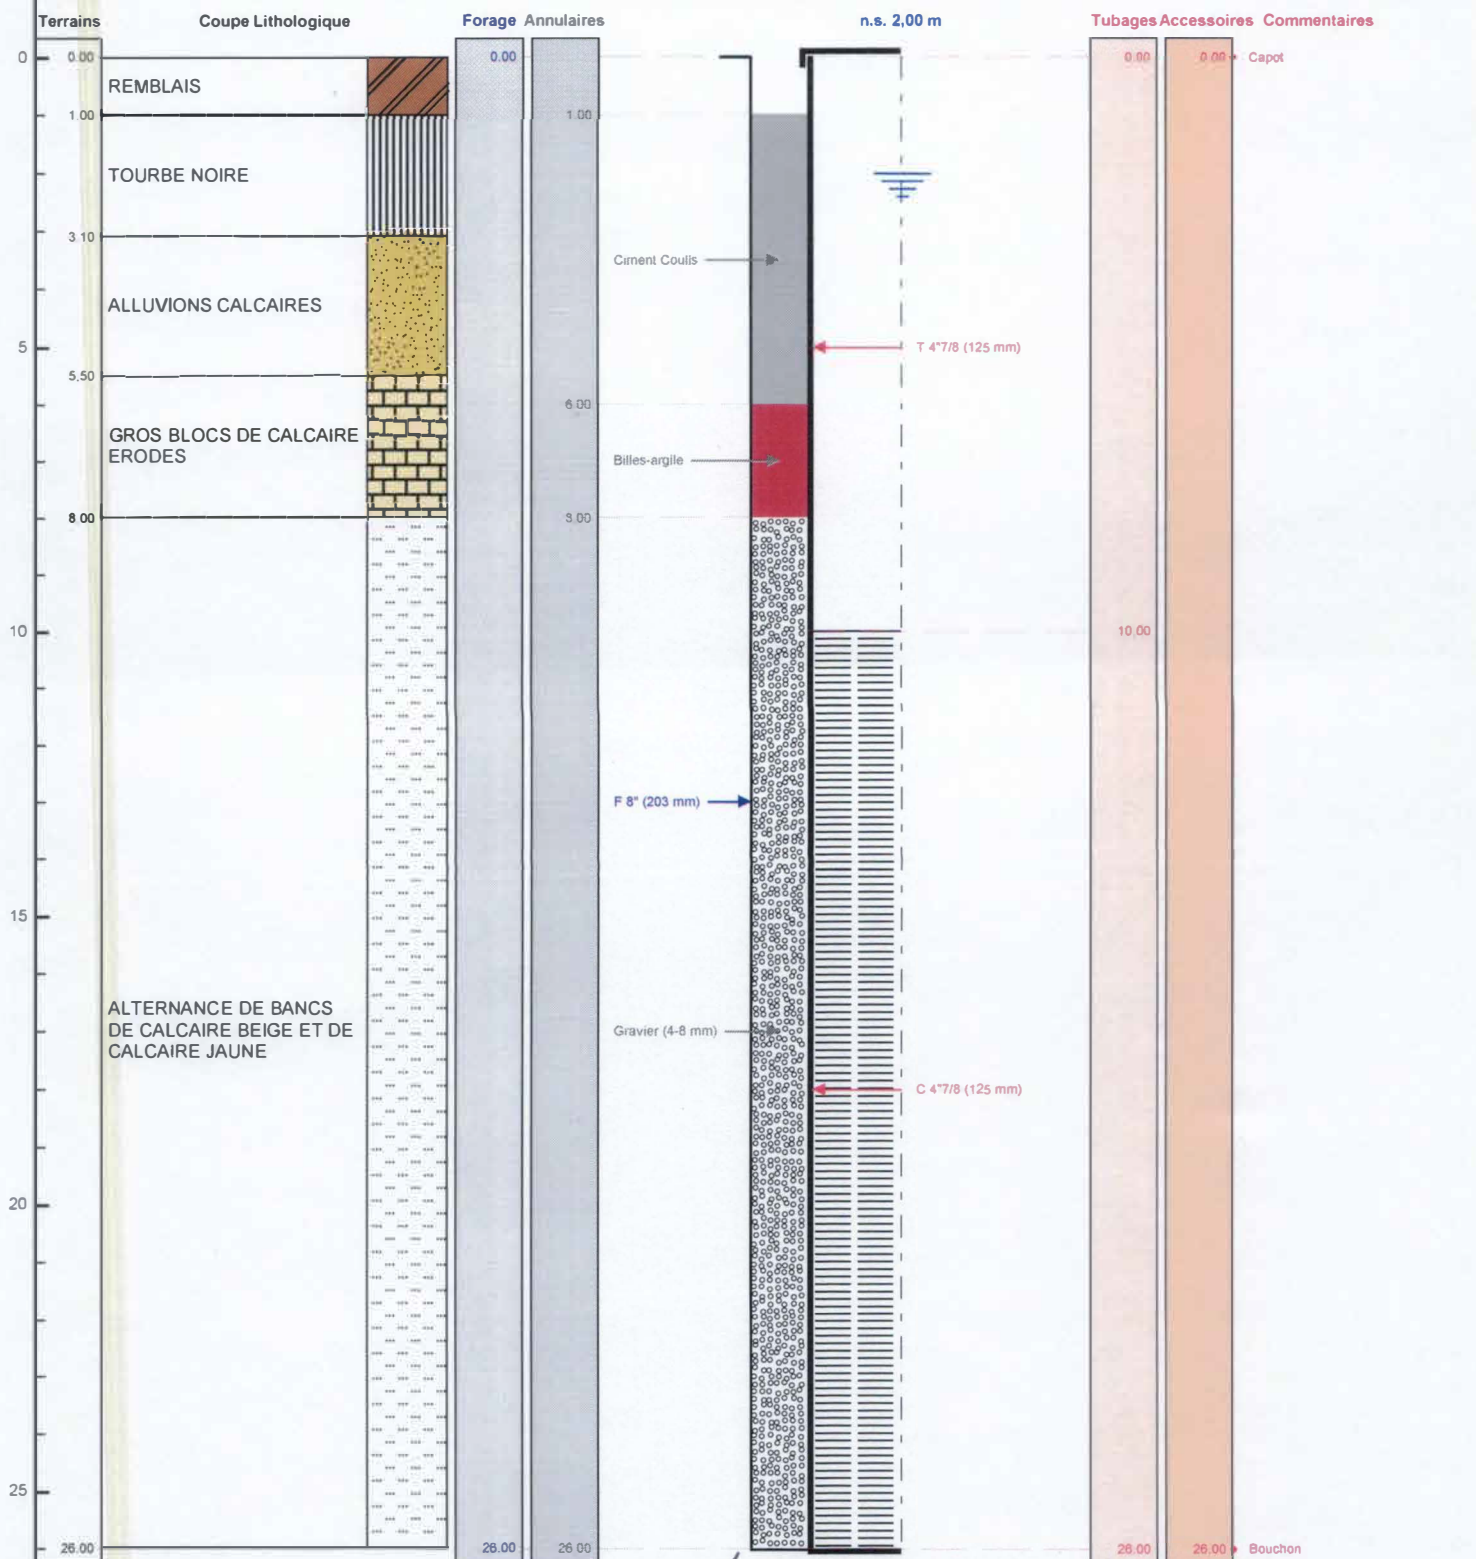 Terrains Coupe Lithologique Forage Annulaires n.s. 2,00 m Tubages Accessoires Commentaires
0 0.00 0.00 0.00 0.00 Capot
REMBLAIS
1.00 1.00
TOURBE NOIRE
3.10
Ciment Coulis
ALLUVIONS CALCAIRES
5 T 4"7/8 (125 mm)
5,50
6.00
GROS BLOCS DE CALCAIRE
ERODES
Billes-argile
8 00 3.00
10 10,00
F 8" (203 mm)
15
ALTERNANCE DE BANCS
DE CALCAIRE BEIGE ET DE
CALCAIRE JAUNE
Gravier (4-8 mm)
C 4"7/8 (125 mm)
20
25
26.00 26.00 26.00 26.00 26.00 Bouchon